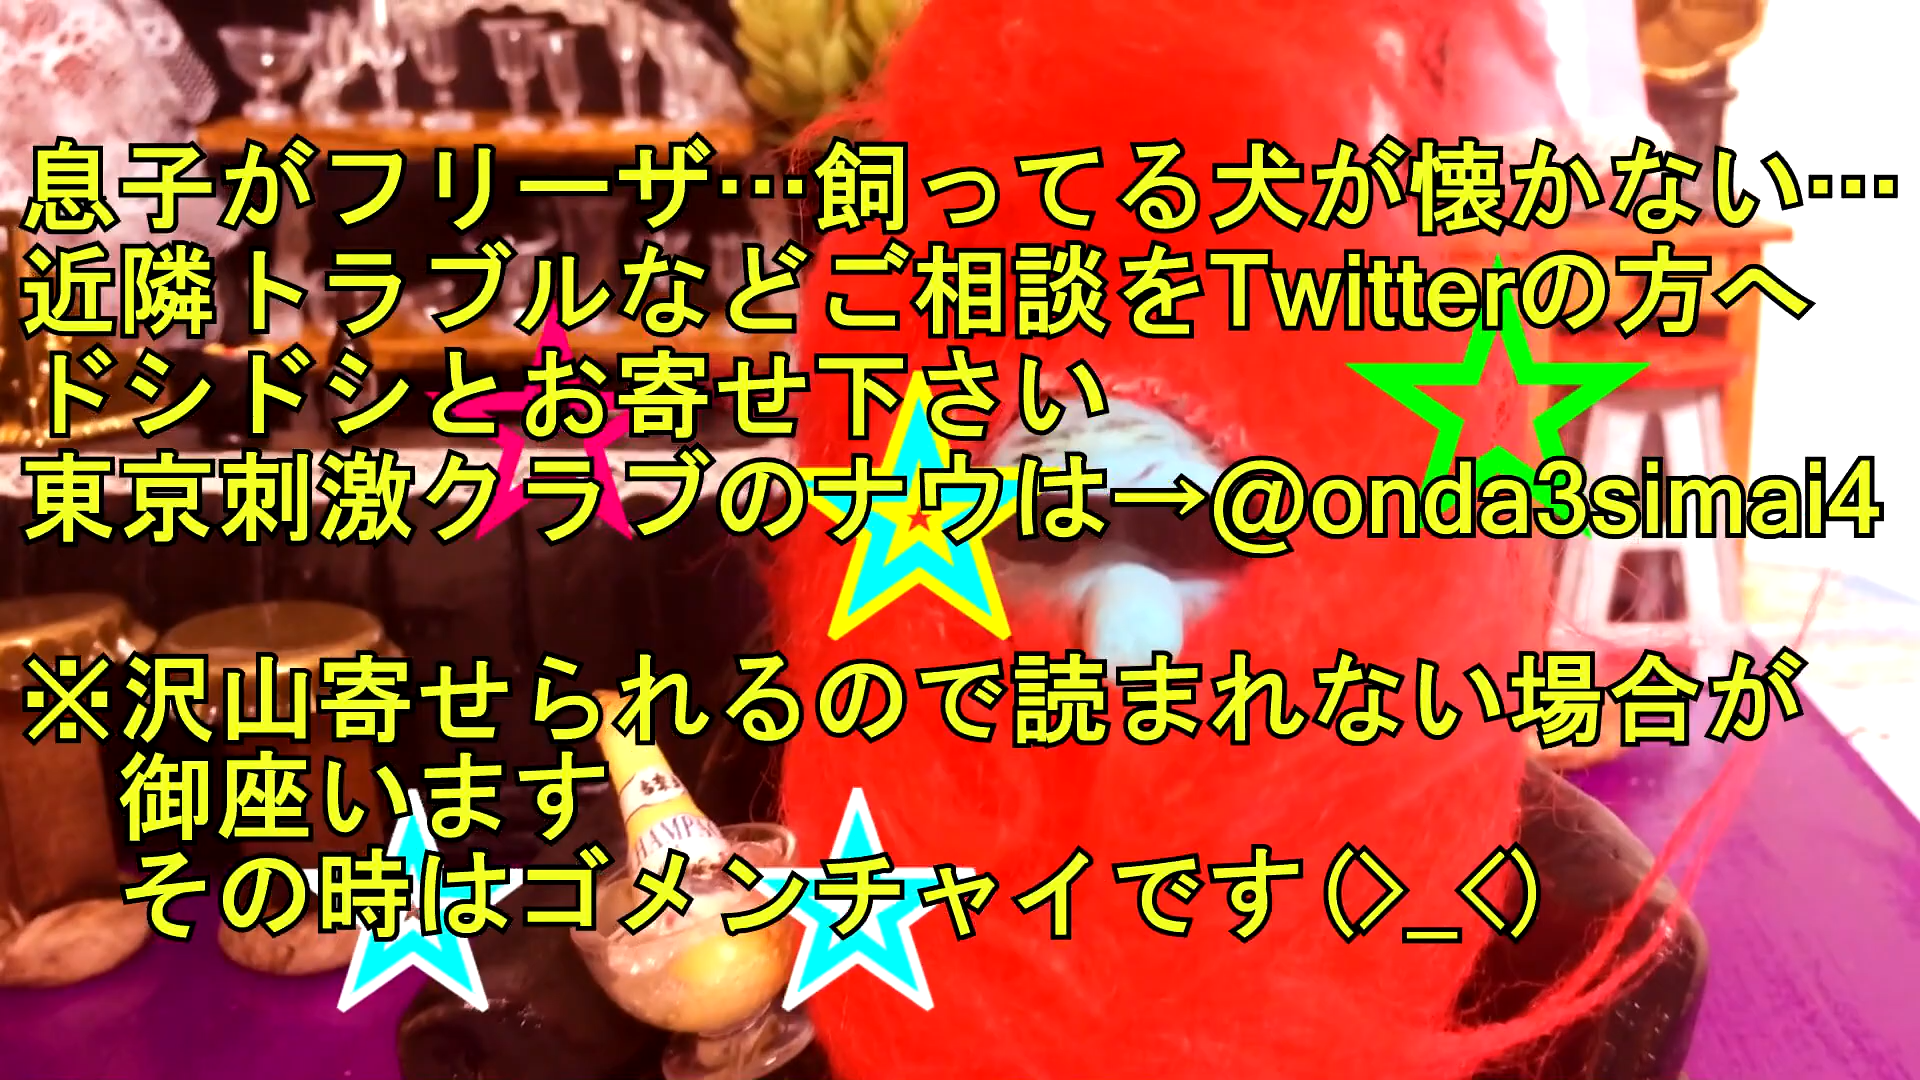 息子がフリーザ…飼ってる犬が懐かない…
近隣トラブルなどご相談をTwitterの方へ
ドシドシとお寄せ下さい
東京刺激クラブのナウは→@onda3simai4
※沢山寄せられるので読まれない場合が
御座います
その時はゴメンチャイです(>_<)